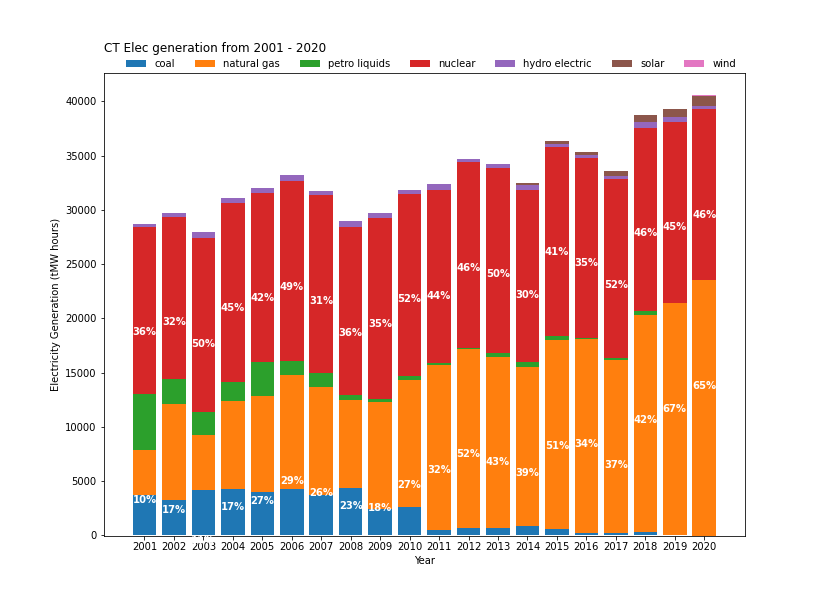 CT Elec generation from 2001 - 2020
coal natural gas petro liquids nuclear hydro electric solar wind
Electricity Generation (tMW hours)
40000
35000
30000
25000
20000
15000
10000
5000
0
36% 32% 50% 45% 42% 49% 31% 36% 35% 52% 44% 46% 50% 30% 41% 35% 52% 46% 45% 46%
10% 17% 17% 27% 29% 26% 23% 18% 27% 32% 52% 43% 39% 51% 34% 37% 42% 67% 65%
2001 2002 2003 2004 2005 2006 2007 2008 2009 2010 2011 2012 2013 2014 2015 2016 2017 2018 2019 2020
Year